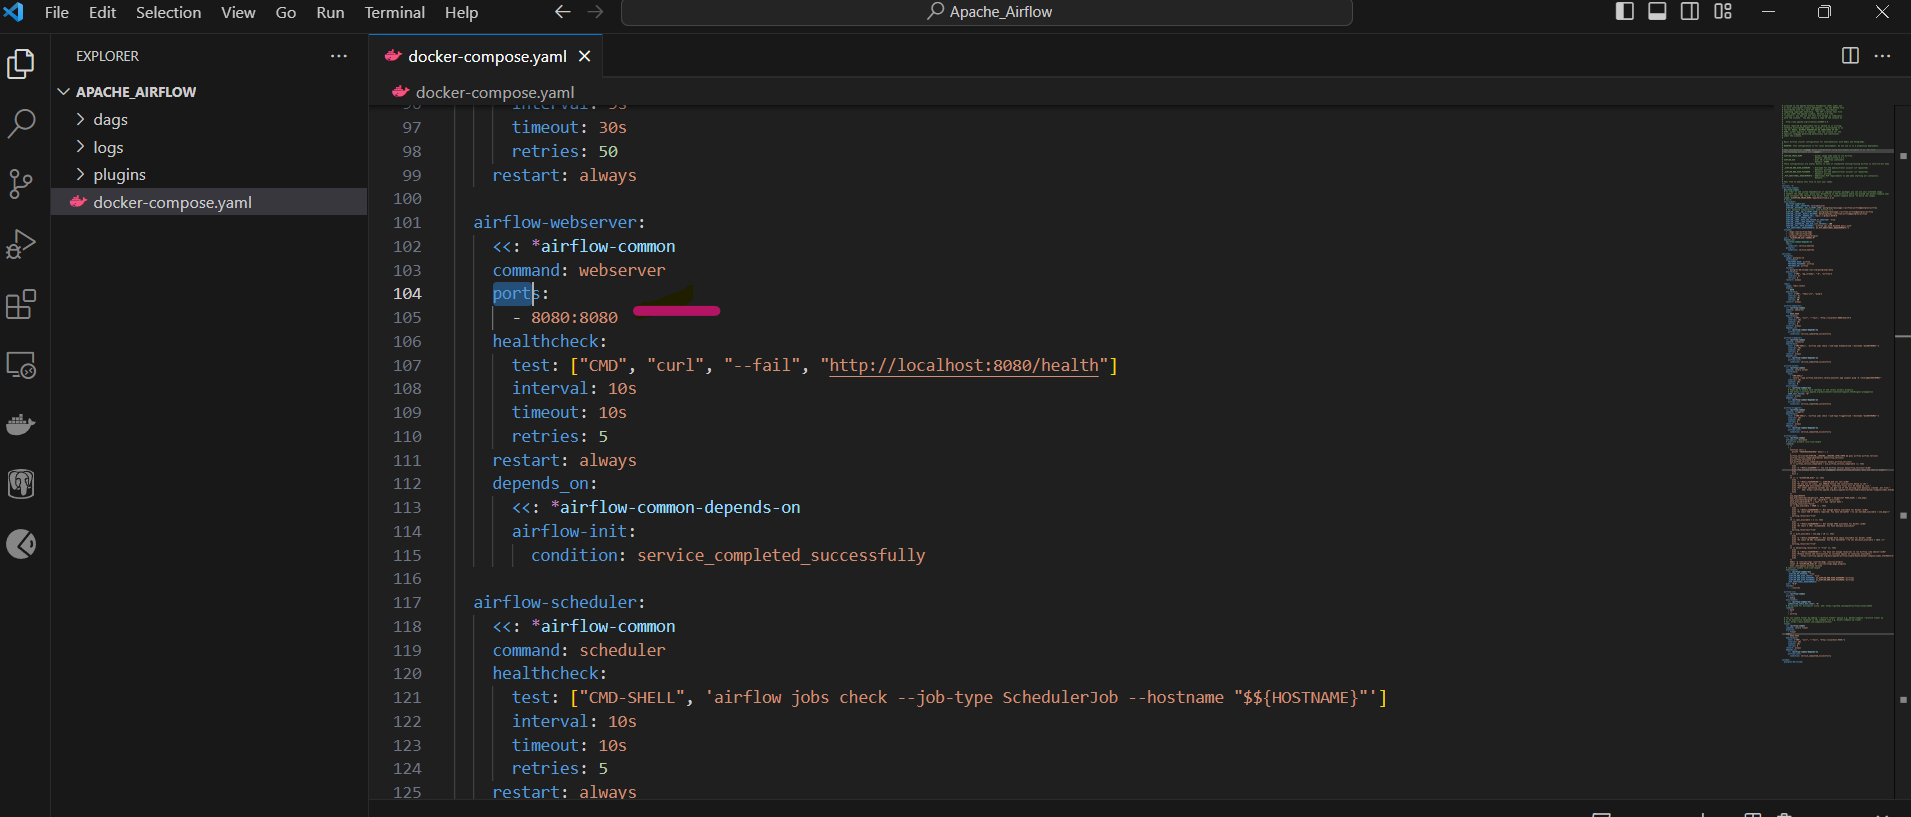 File Edit Selection View Go Run Terminal Help
Apache_Airflow
EXPLORER
APACHE_AIRFLOW
dags
logs
plugins
docker-compose.yaml
docker-compose.yaml
docker-compose.yaml
97 timeout: 30s
98 retries: 50
99 restart: always
100
101 airflow-webserver:
102 <<: *airflow-common
103 command: webserver
104 ports:
105 - 8080:8080
106 healthcheck:
107 test: ["CMD", "curl", "--fail", "http://localhost:8080/health"]
108 interval: 10s
109 timeout: 10s
110 retries: 5
111 restart: always
112 depends_on:
113 <<: *airflow-common-depends-on
114 airflow-init:
115 condition: service_completed_successfully
116
117 airflow-scheduler:
118 <<: *airflow-common
119 command: scheduler
120 healthcheck:
121 test: ["CMD-SHELL", 'airflow jobs check --job-type SchedulerJob --hostname "$${HOSTNAME}"']
122 interval: 10s
123 timeout: 10s
124 retries: 5
125 restart: always